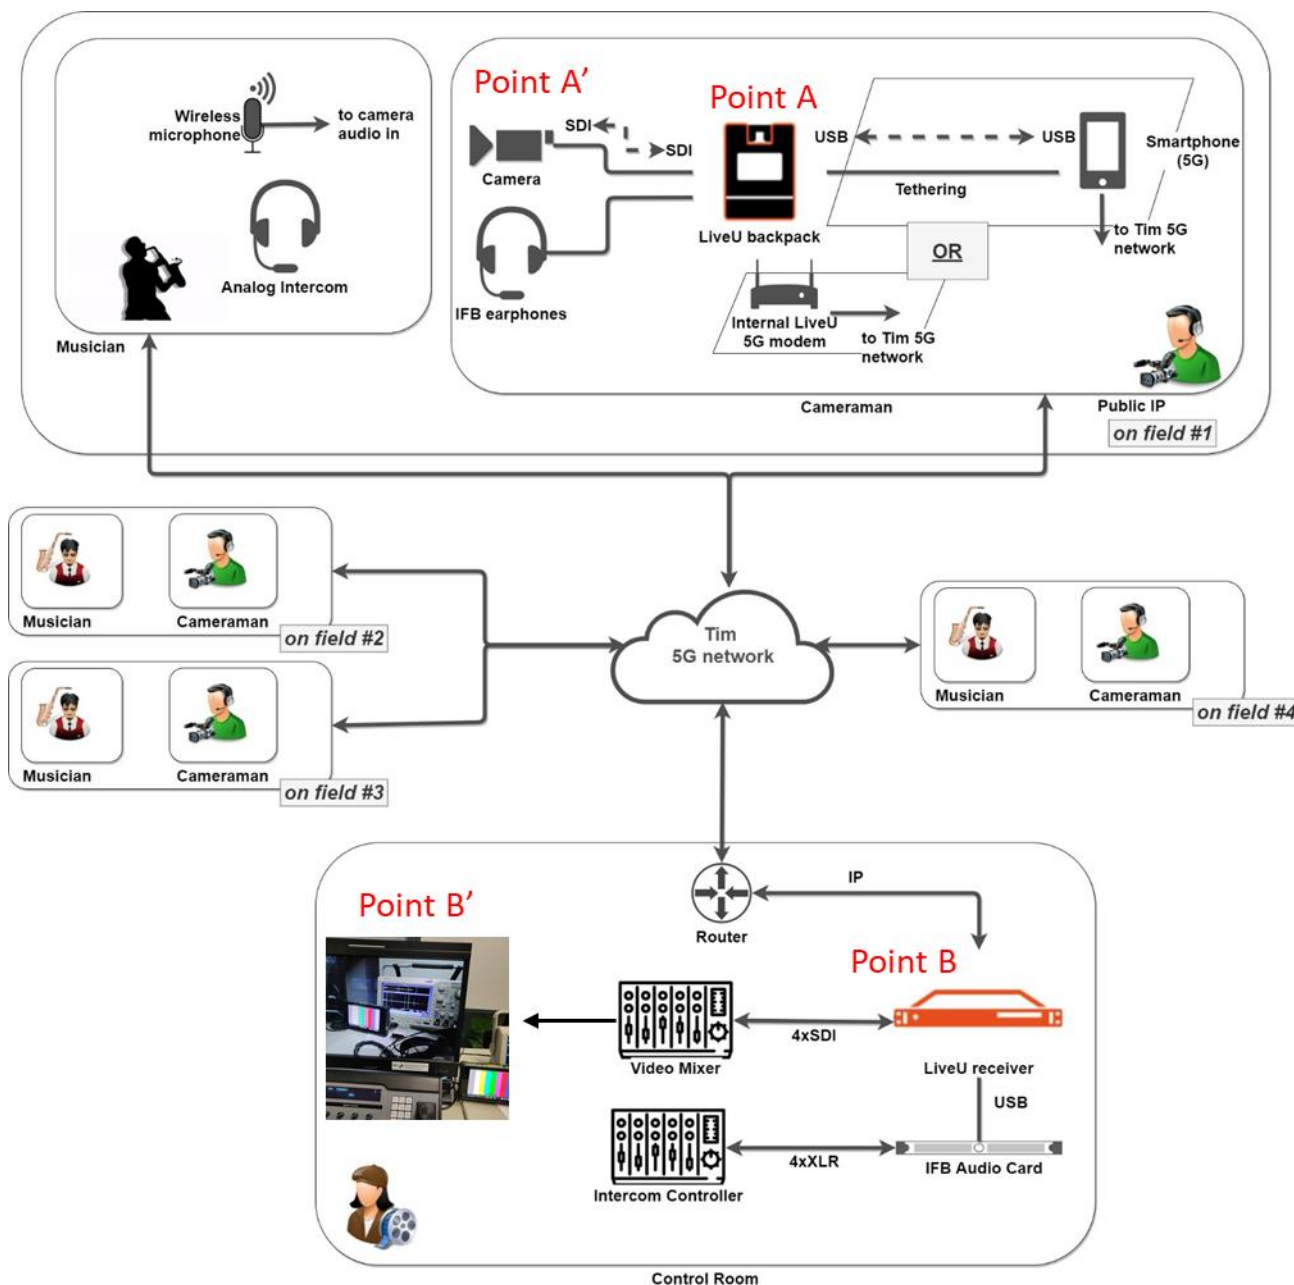 Wireless
microphone
to camera
audio in
Analog Intercom
Musician
Point A’
Point A
SDI
SDI
Camera
IFB earphones
LiveU backpack
USB
USB
Tethering
Smartphone
(5G)
to Tim 5G
network
OR
Internal LiveU
5G modem
to Tim 5G
network
Cameraman
Public IP
on field #1
Musician
Cameraman
on field #2
Musician
Cameraman
on field #3
Tim
5G network
Musician
Cameraman
on field #4
Router
IP
Point B’
Point B
Video Mixer
4xSDI
LiveU receiver
USB
Intercom Controller
4xXLR
IFB Audio Card
Control Room